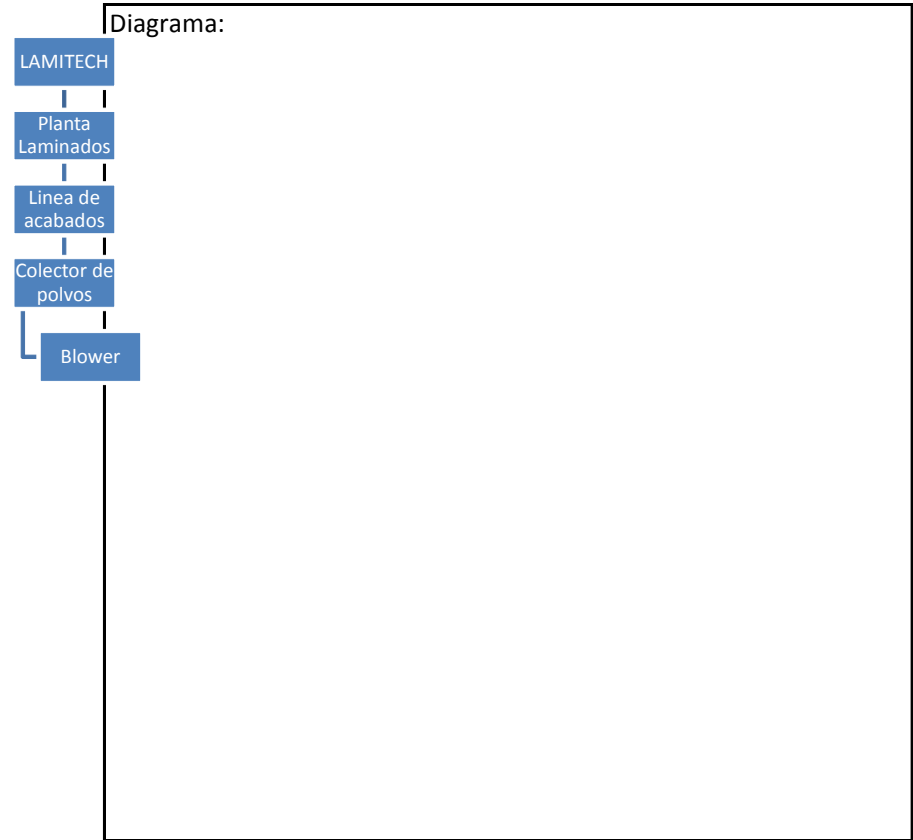 Diagrama:
LAMITECH
Planta
Laminados
Linea de
acabados
Colector de
polvos
Blower